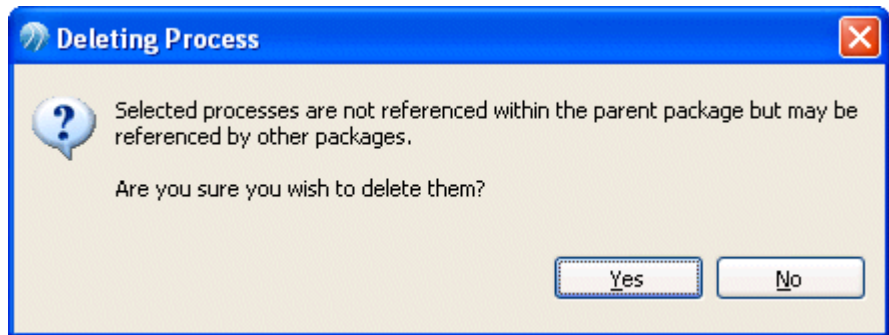 Deleting Process
Selected processes are not referenced within the parent package but may be
referenced by other packages.
Are you sure you wish to delete them?
Yes
No